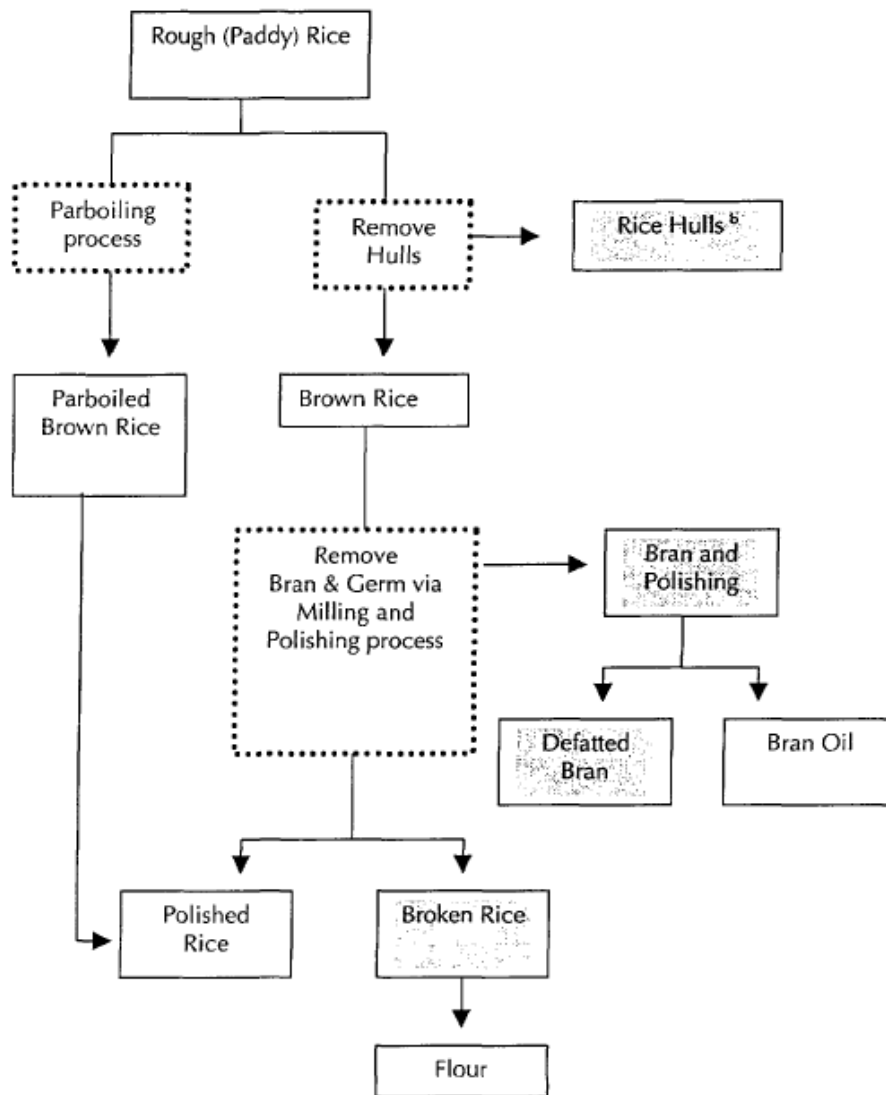 Rough (Paddy) Rice
Parboiling
process
Remove
Hulls
Rice Hulls b
Parboiled
Brown Rice
Brown Rice
Remove
Bran & Germ via
Milling and
Polishing process
Bran and
Polishing
Defatted
Bran
Bran Oil
Polished
Rice
Broken Rice
Flour